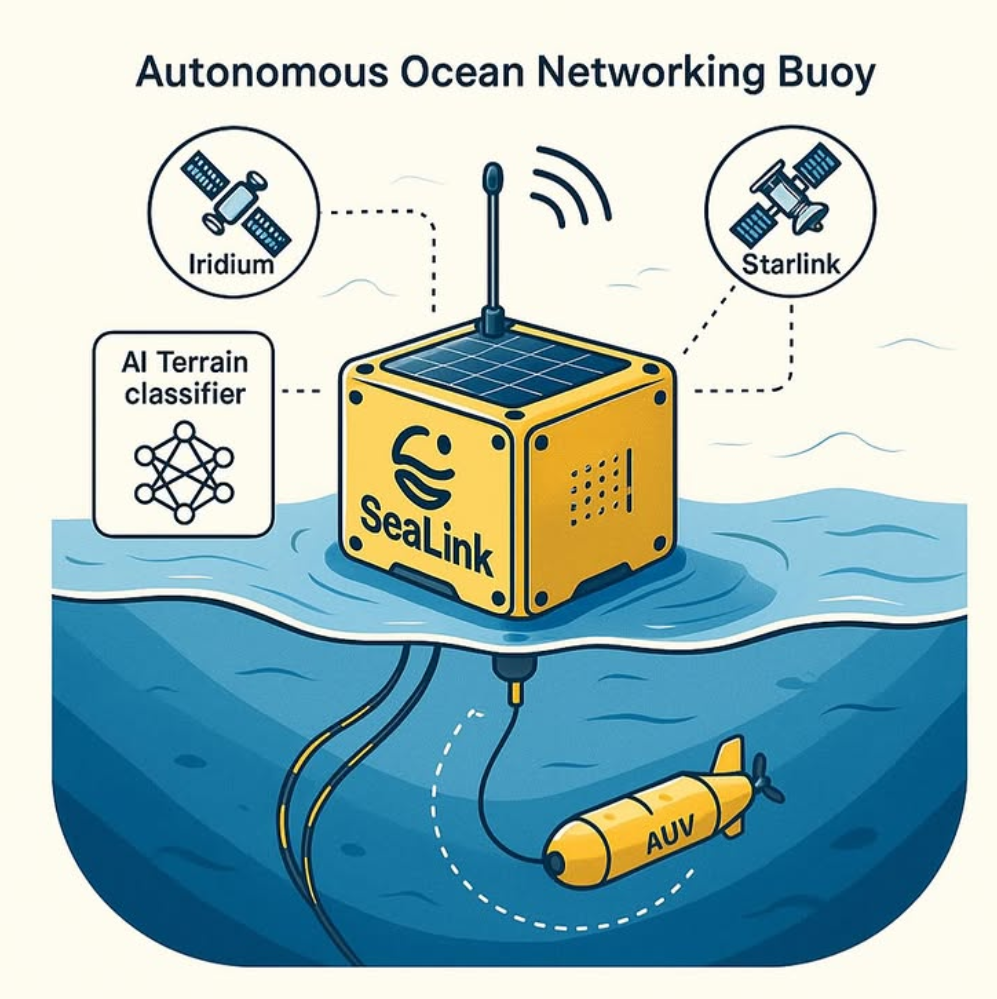 Autonomous Ocean Networking Buoy
Iridium
Starlink
AI Terrain
classifier
SeaLink
AUV